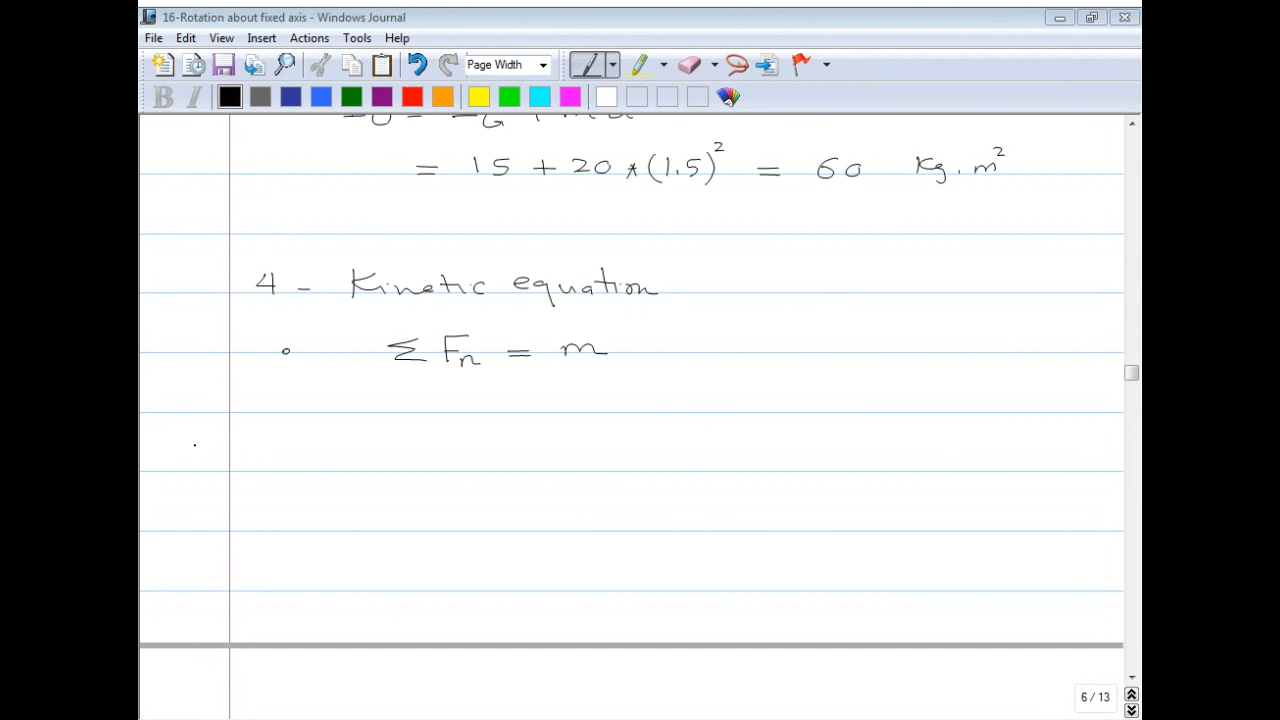 16-Rotation about fixed axis - Windows Journal
File Edit View Insert Actions Tools Help
Page Width
B I
= 15 + 20 * (1.5)² = 60 Kg.m²
4 - Kinetic equation
Σ Fn = m
6 / 13